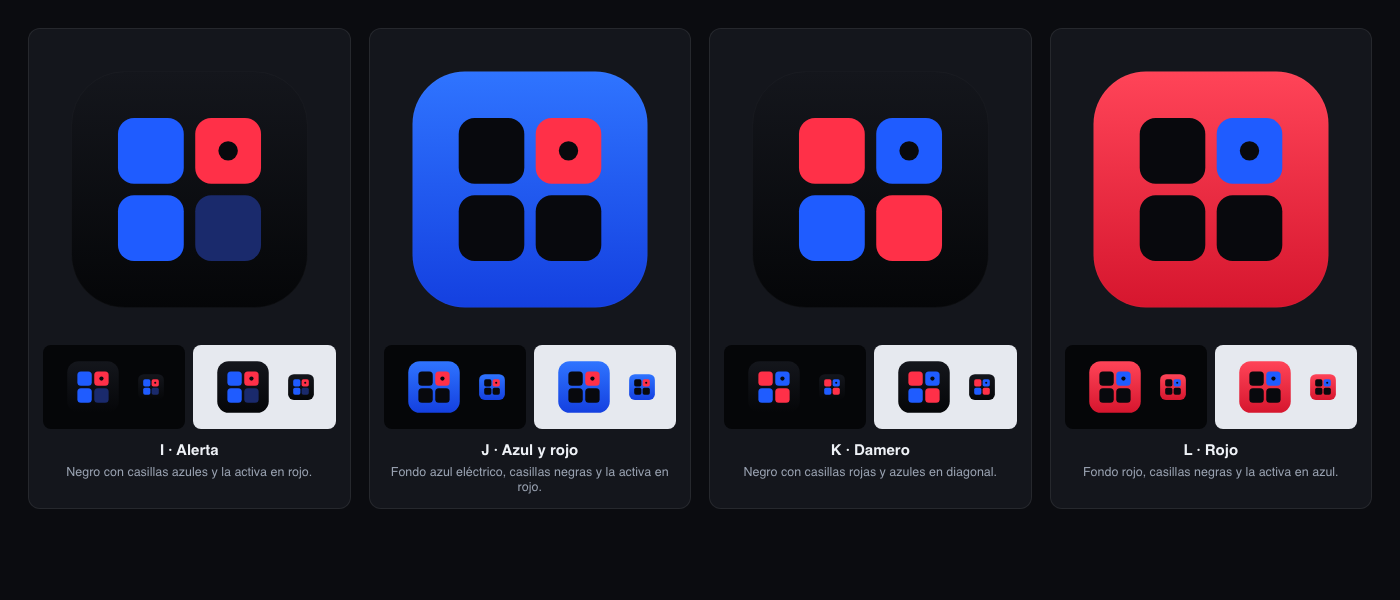 I · Alerta
Negro con casillas azules y la activa en rojo.
J · Azul y rojo
Fondo azul eléctrico, casillas negras y la activa en
rojo.
K · Damero
Negro con casillas rojas y azules en diagonal.
L · Rojo
Fondo rojo, casillas negras y la activa en azul.